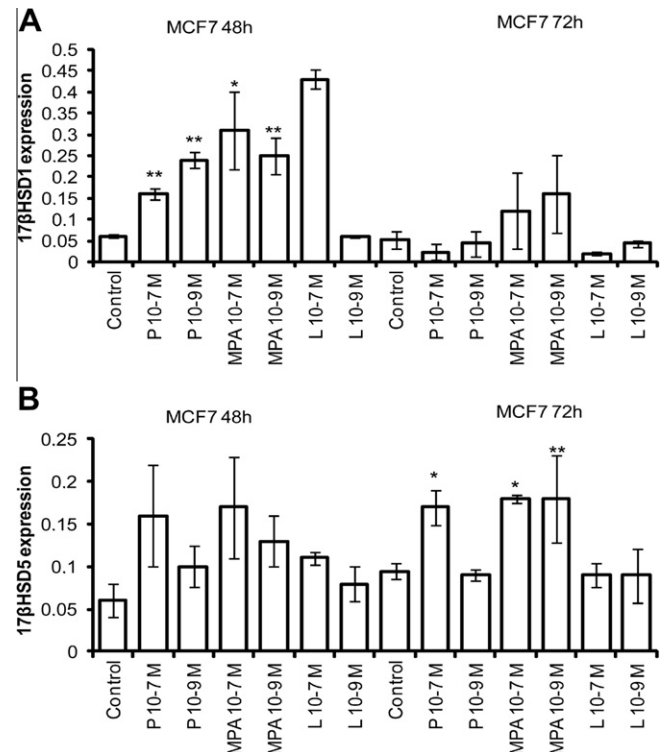 A
MCF7 48h
MCF7 72h
17βHSD1 expression
0.5
0.45
0.4
0.35
0.3
0.25
0.2
0.15
0.1
0.05
0
**
**
*
**
Control
P 10-7 M
P 10-9 M
MPA 10-7 M
MPA 10-9 M
L 10-7 M
L 10-9 M
Control
P 10-7 M
P 10-9 M
MPA 10-7 M
MPA 10-9 M
L 10-7 M
L 10-9 M
B
MCF7 48h
MCF7 72h
17βHSD5 expression
0.25
0.2
0.15
0.1
0.05
0
*
*
**
Control
P 10-7 M
P 10-9 M
MPA 10-7 M
MPA 10-9 M
L 10-7 M
L 10-9 M
Control
P 10-7 M
P 10-9 M
MPA 10-7 M
MPA 10-9 M
L 10-7 M
L 10-9 M